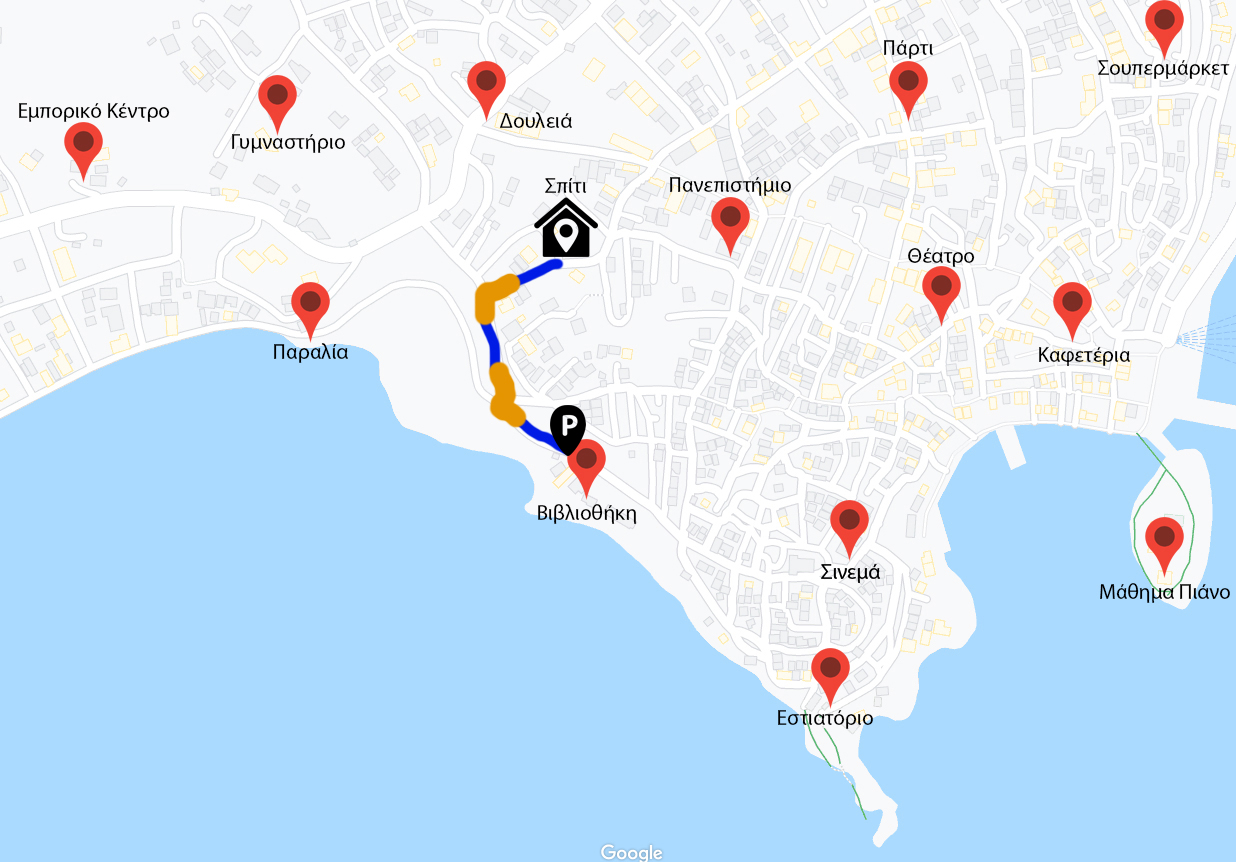 Πάρτι
Σουπερμάρκετ
Εμπορικό Κέντρο
Δουλειά
Γυμναστήριο
Σπίτι
Πανεπιστήμιο
Θέατρο
Παραλία
Καφετέρια
P
Βιβλιοθήκη
Σινεμά
Μάθημα Πιάνο
Εστιατόριο
Google